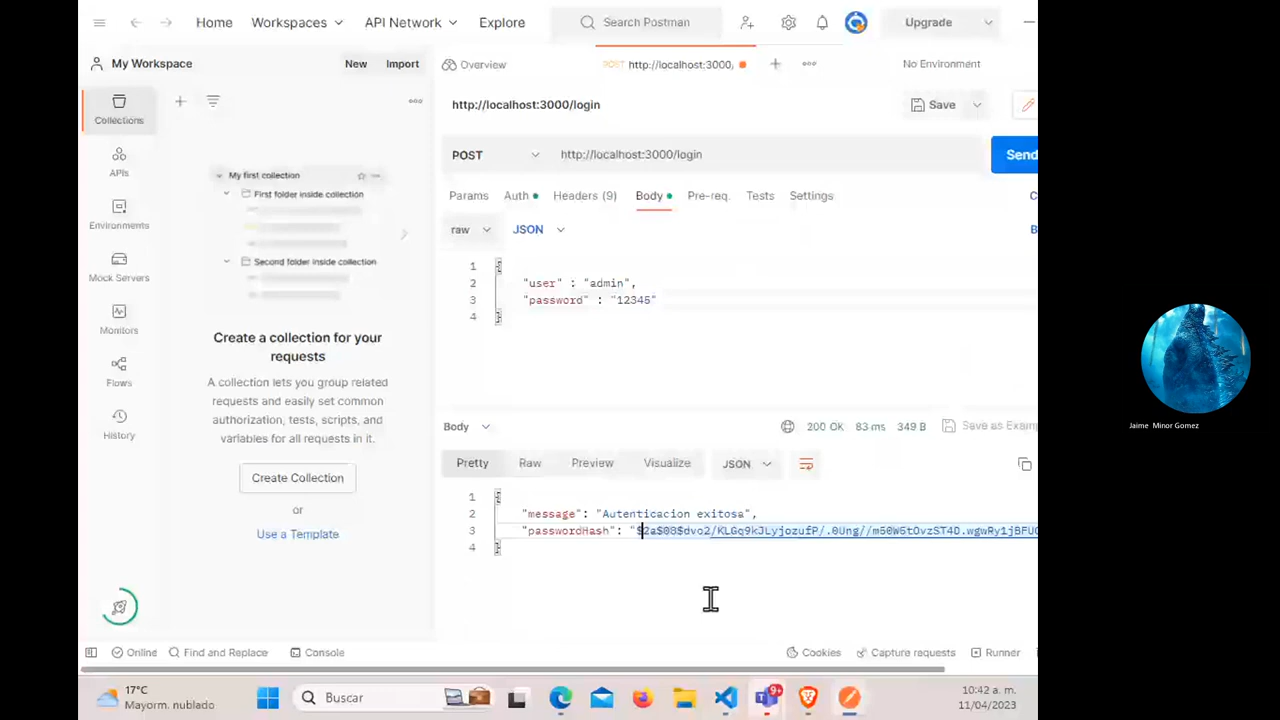 Home Workspaces API Network Explore Search Postman Upgrade
My Workspace New Import Overview POST http://localhost:3000, No Environment
Collections
APIs
Environments
Mock Servers
Monitors
Flows
History
My first collection
First folder inside collection
Second folder inside collection
Create a collection for your
requests
A collection lets you group related
requests and easily set common
authorization, tests, scripts, and
variables for all requests in it.
Create Collection
or
Use a Template
http://localhost:3000/login Save
POST http://localhost:3000/login Send
Params Auth Headers (9) Body Pre-req. Tests Settings
raw JSON
1 {
2 "user" : "admin",
3 "password" : "12345"
4 }
Body 200 OK 83 ms 349 B Save as Exam
Pretty Raw Preview Visualize JSON
1 {
2 "message": "Autenticacion exitosa",
3 "passwordHash":
4 }
Online Find and Replace Console Cookies Capture requests Runner
17°C
Mayorm. nublado
Buscar
9+
10:42 a. m.
11/04/2023
Jaime Minor Gomez